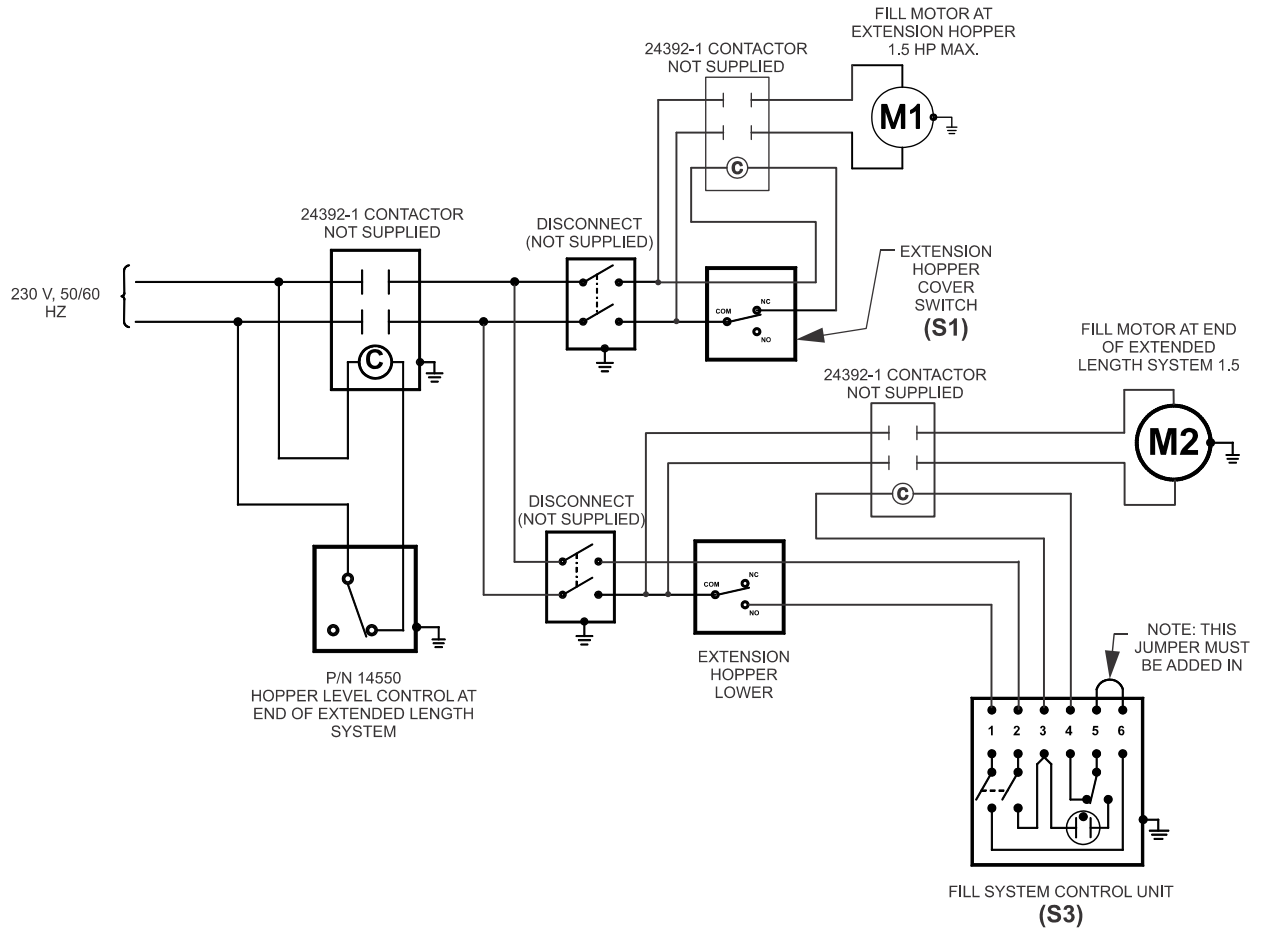 FILL MOTOR AT
EXTENSION HOPPER
1.5 HP MAX.
24392-1 CONTACTOR
NOT SUPPLIED
M1
C
24392-1 CONTACTOR
NOT SUPPLIED
DISCONNECT
(NOT SUPPLIED)
EXTENSION
HOPPER
COVER
SWITCH
(S1)
230 V, 50/60
HZ
COM
NC
NO
C
FILL MOTOR AT END
OF EXTENDED
LENGTH SYSTEM 1.5
24392-1 CONTACTOR
NOT SUPPLIED
M2
C
DISCONNECT
(NOT SUPPLIED)
COM
NC
NO
EXTENSION
HOPPER
LOWER
NOTE: THIS
JUMPER MUST
BE ADDED IN
P/N 14550
HOPPER LEVEL CONTROL AT
END OF EXTENDED LENGTH
SYSTEM
1 2 3 4 5 6
FILL SYSTEM CONTROL UNIT
(S3)